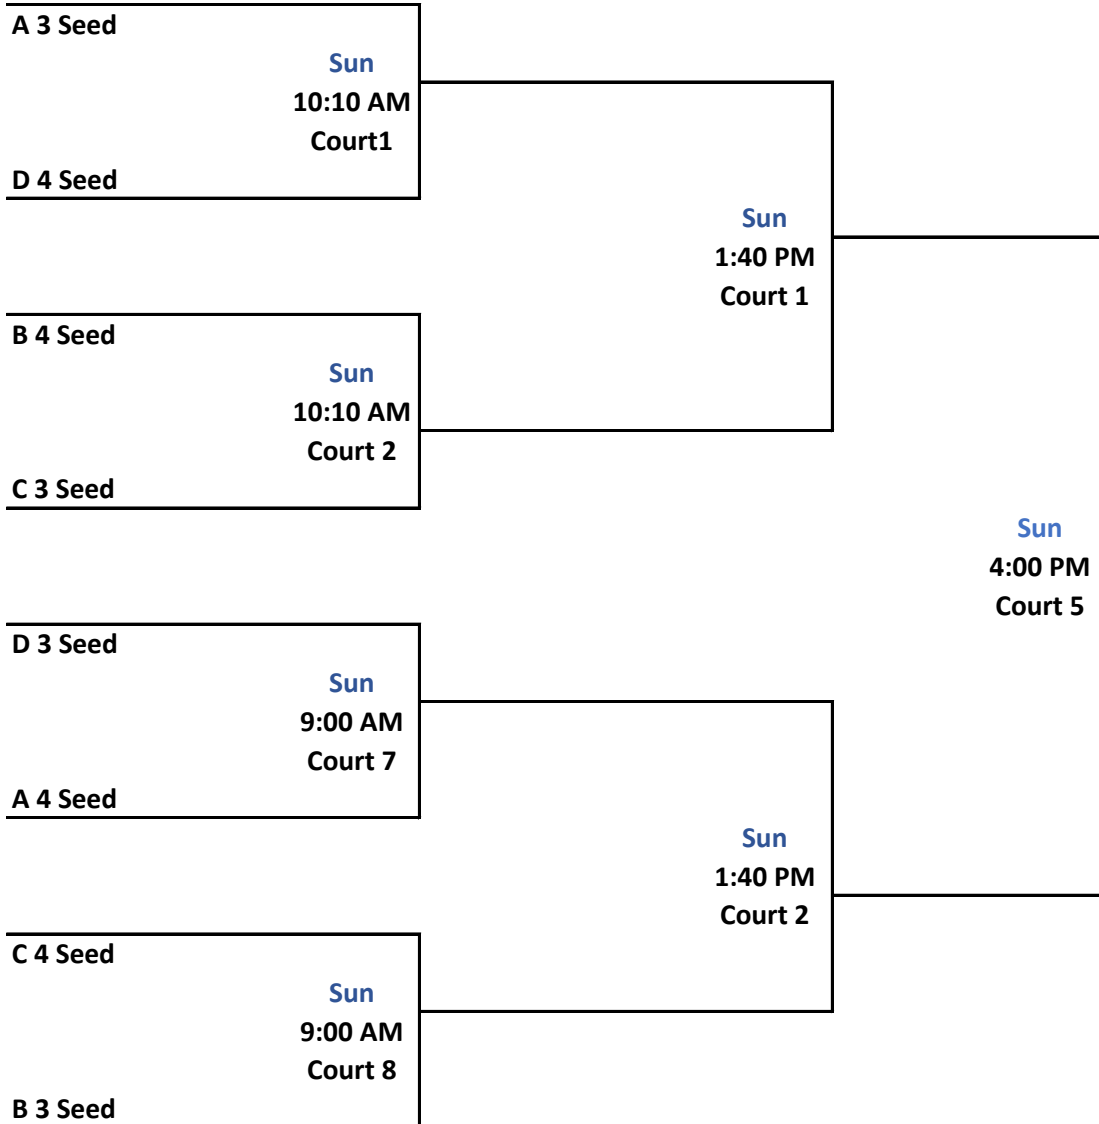 A 3 Seed
Sun
10:10 AM
Court1
D 4 Seed
Sun
1:40 PM
Court 1
B 4 Seed
Sun
10:10 AM
Court 2
C 3 Seed
Sun
4:00 PM
Court 5
D 3 Seed
Sun
9:00 AM
Court 7
A 4 Seed
Sun
1:40 PM
Court 2
C 4 Seed
Sun
9:00 AM
Court 8
B 3 Seed